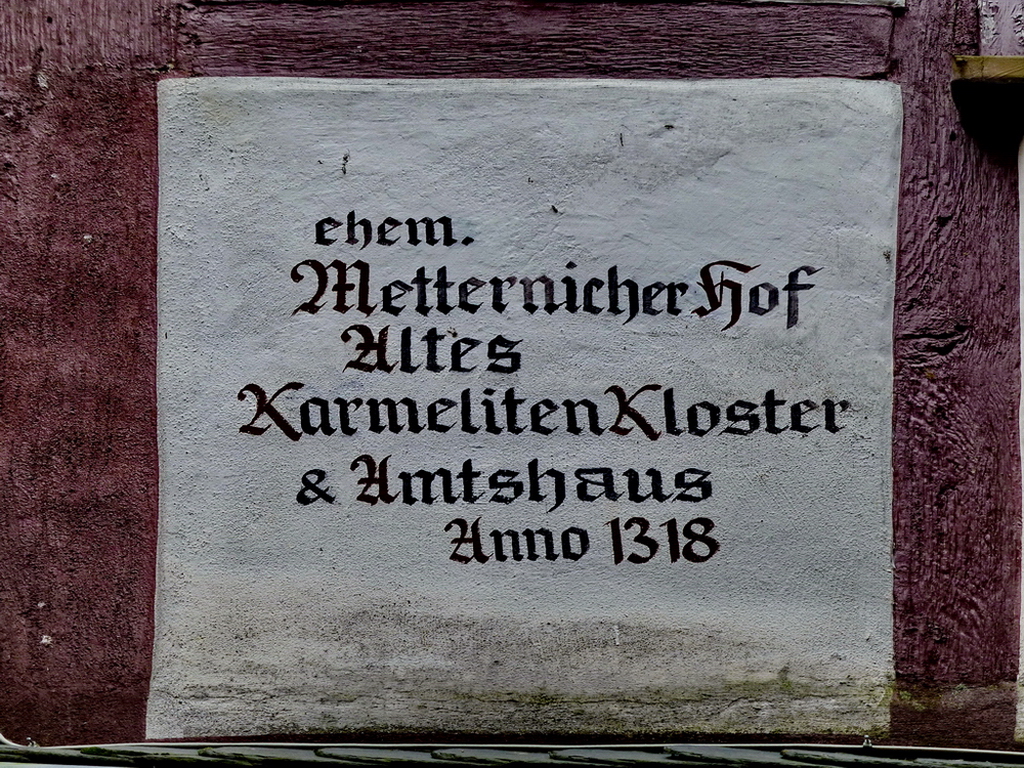 ehem.
Metternicher Hof
Altes
Karmeliten Kloster
& Amtshaus
Anno 1318